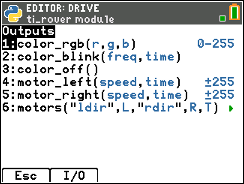 EDITOR: DRIVE
ti_rover module
Outputs
1:color_rgb(r,g,b) 0-255
2:color_blink(freq,time)
3:color_off()
4:motor_left(speed,time) ±255
5:motor_right(speed,time) ±255
6:motors("ldir",L,"rdir",R,T) ▸
Esc I/O